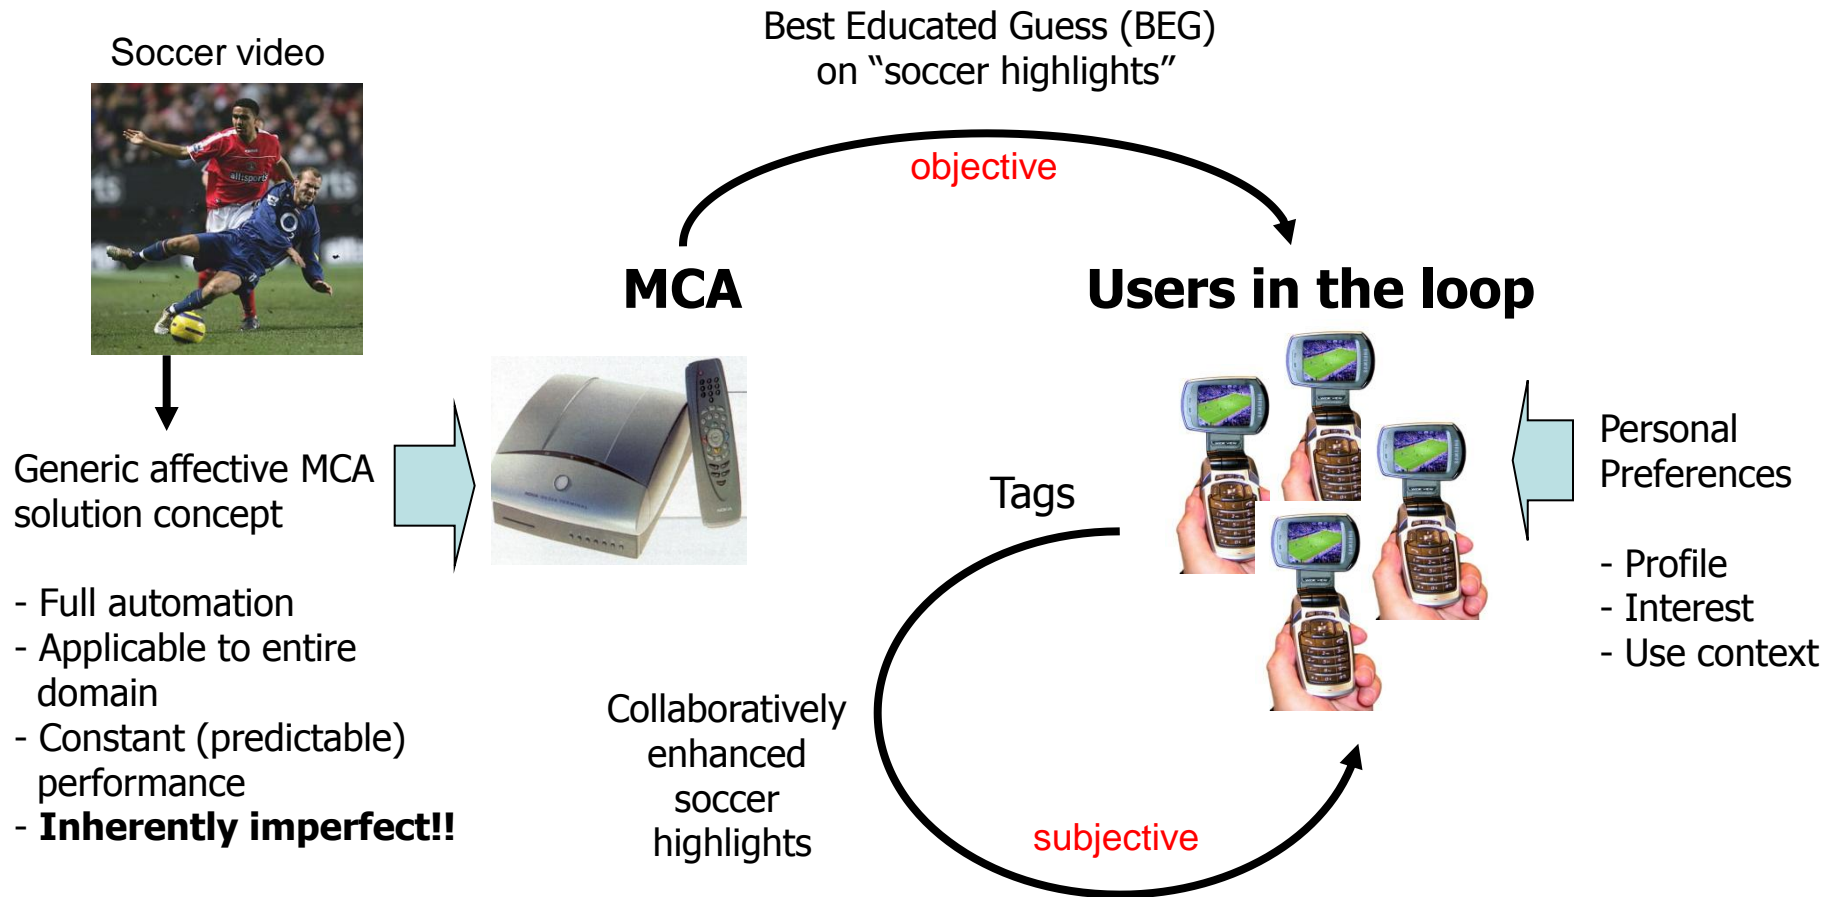 Soccer video
Best Educated Guess (BEG)
on “soccer highlights”
objective
all:sports
MCA
Users in the loop
Generic affective MCA
solution concept
- Full automation
- Applicable to entire
domain
- Constant (predictable)
performance
- Inherently imperfect!!
Tags
Collaboratively
enhanced
soccer
highlights
subjective
Personal
Preferences
- Profile
- Interest
- Use context